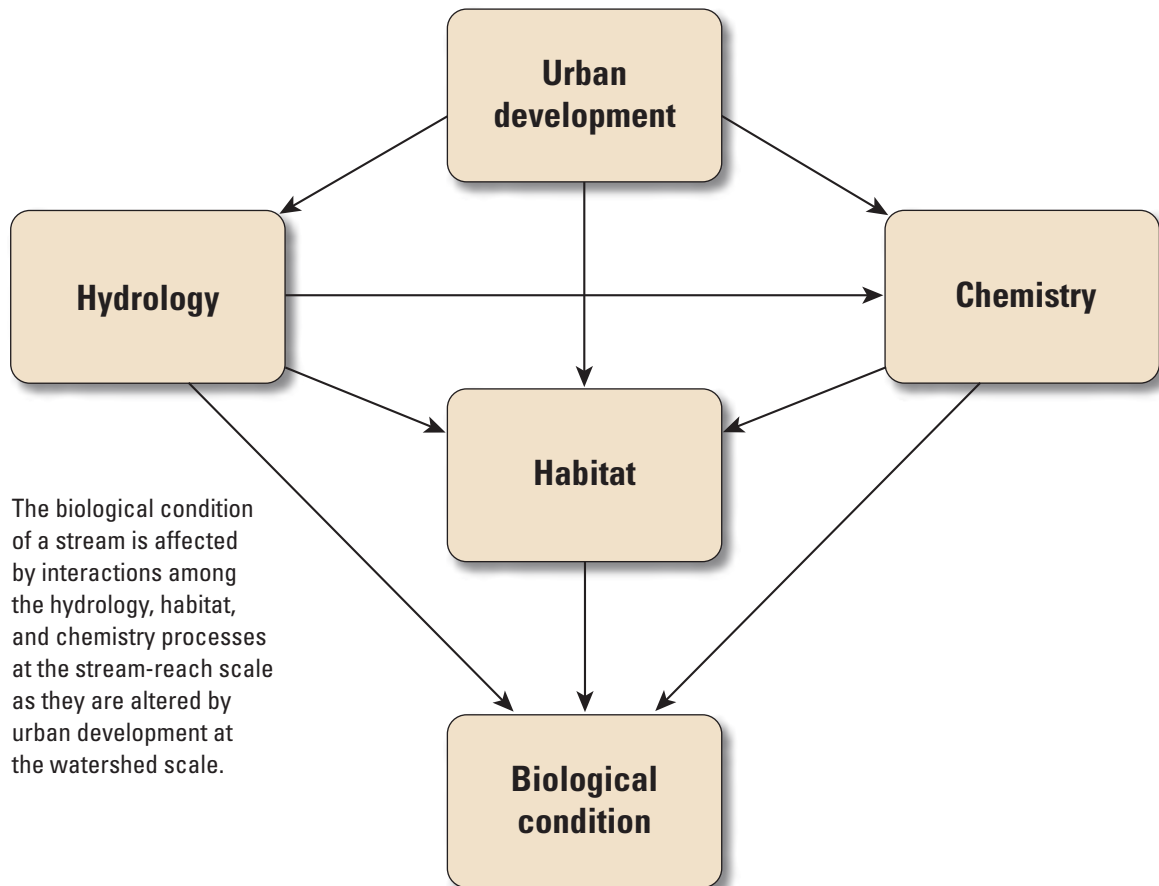 Urban
development
Hydrology
Chemistry
Habitat
The biological condition
of a stream is affected
by interactions among
the hydrology, habitat,
and chemistry processes
at the stream-reach scale
as they are altered by
urban development at
the watershed scale.
Biological
condition